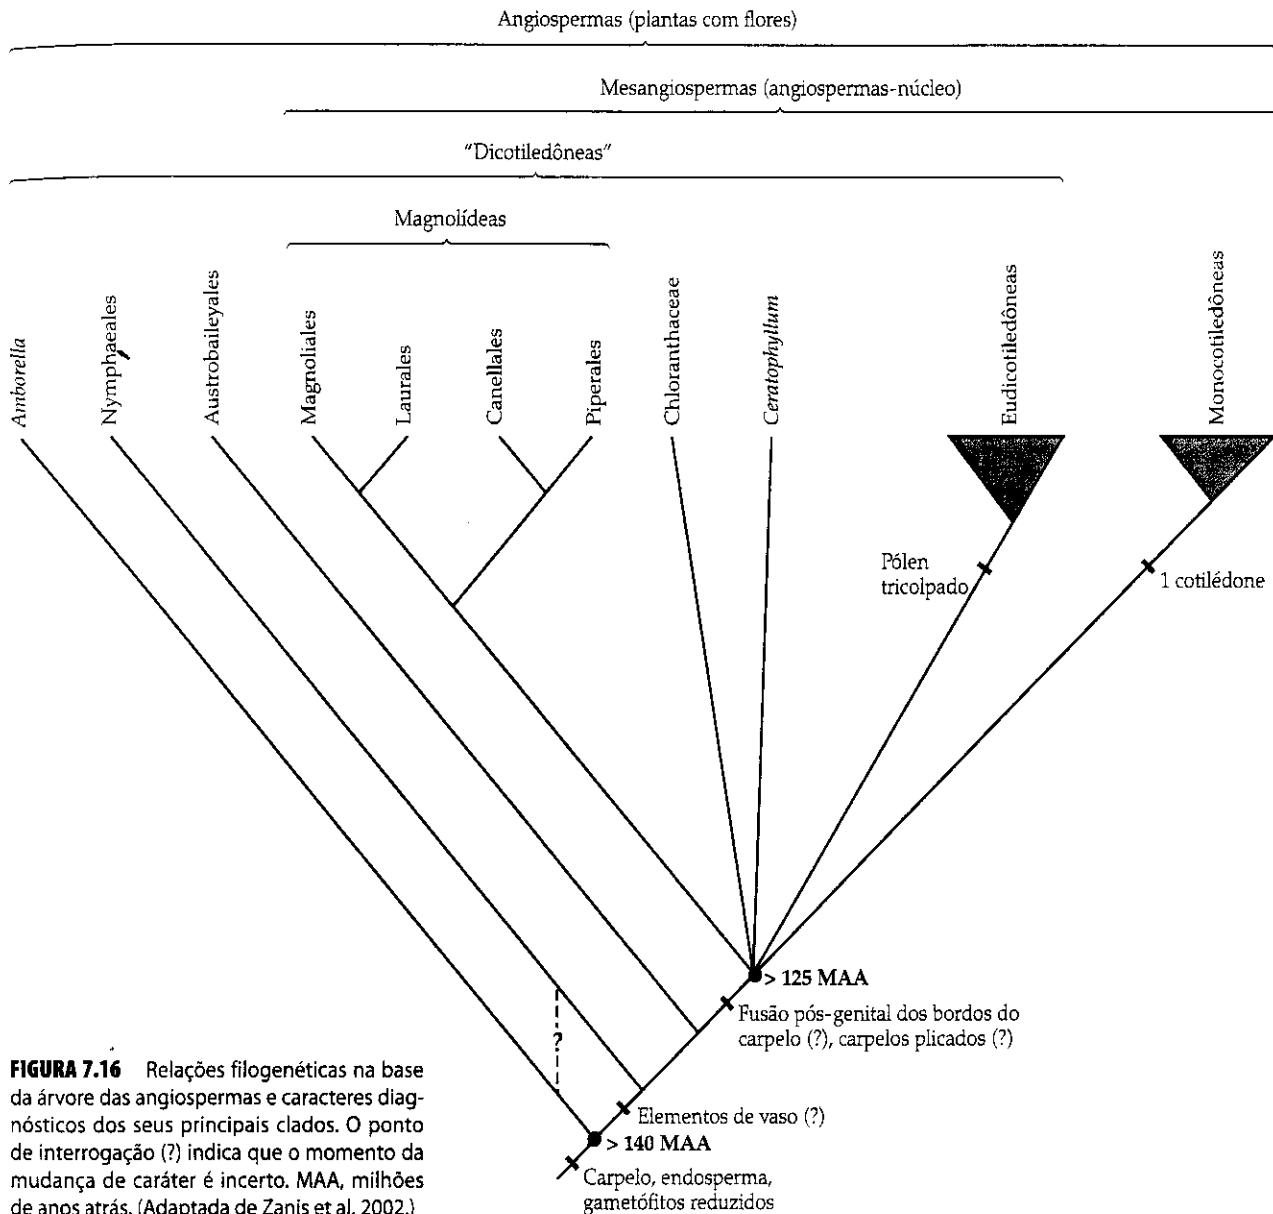 Angiospermas (plantas com flores)
Mesangiospermas (angiospermas-núcleo)
"Dicotiledôneas"
Magnolídeas
Amborella
Nymphaeales
Austrobaileyales
Magnoliales
Laurales
Canellales
Piperales
Chloranthaceae
Ceratophyllum
Eudicotiledôneas
Monocotiledôneas
Pólen
tricolpado
1 cotilédone
> 125 MAA
Fusão pós-genital dos bordos do
carpelo (?), carpelos plicados (?)
?
Elementos de vaso (?)
> 140 MAA
Carpelo, endosperma,
gametófitos reduzidos
FIGURA 7.16 Relações filogenéticas na base
da árvore das angiospermas e caracteres diag-
nósticos dos seus principais clados. O ponto
de interrogação (?) indica que o momento da
mudança de caráter é incerto. MAA, milhões
de anos atrás. (Adaptada de Zanis et al. 2002.)